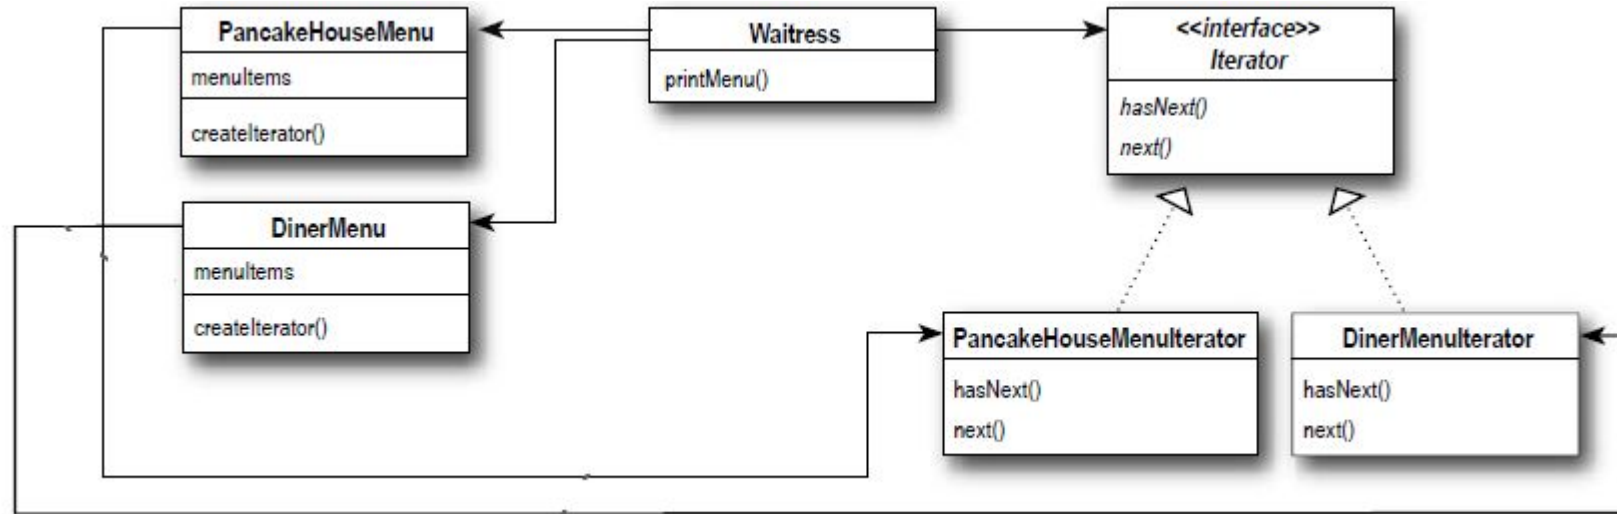 PancakeHouseMenu
menuItems
createIterator()
Waitress
printMenu()
<<interface>>
Iterator
hasNext()
next()
DinerMenu
menuItems
createIterator()
PancakeHouseMenuIterator
hasNext()
next()
DinerMenuIterator
hasNext()
next()